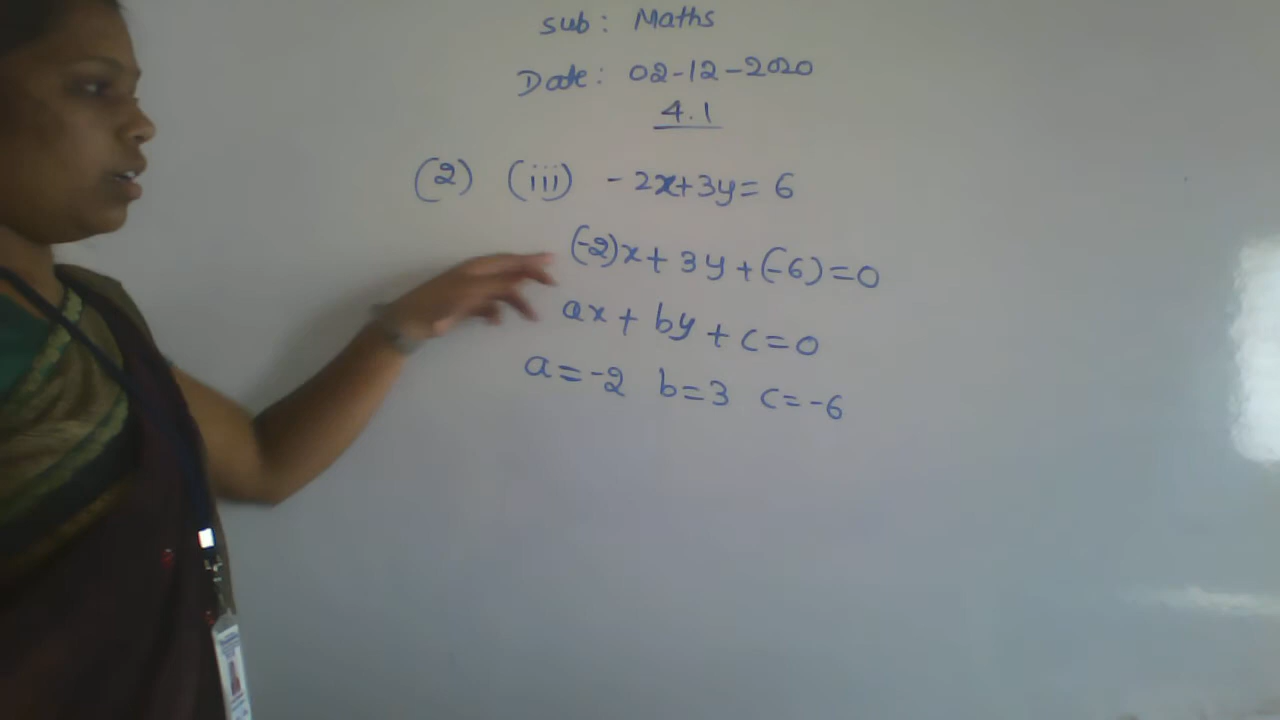 Sub: Maths
Date: 02-12-2020
4.1
(2) (iii) -2x+3y=6
(-2)x+3y+(-6)=0
ax+by+c=0
a=-2 b=3 c=-6